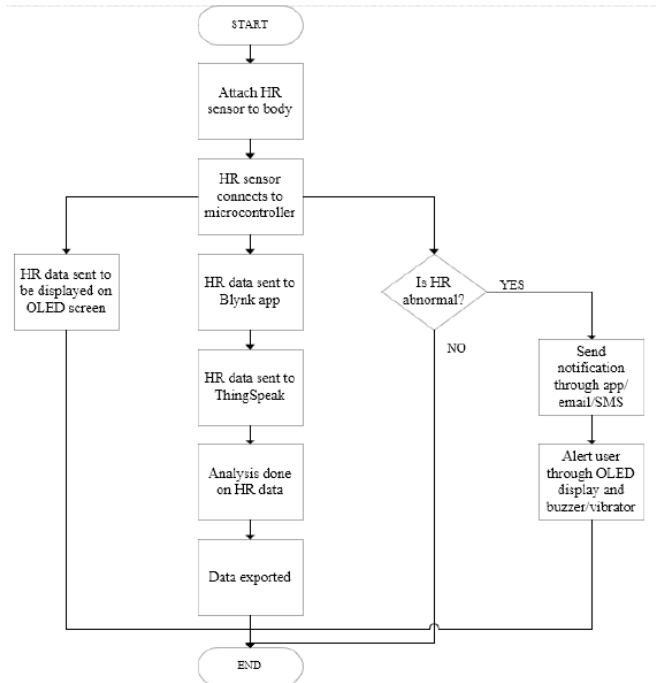 START
Attach HR
sensor to body
HR sensor
connects to
microcontroller
HR data sent to
be displayed on
OLED screen
HR data sent to
Blynk app
Is HR
abnormal?
YES
NO
Send
notification
through app/
email/SMS
HR data sent to
ThingSpeak
Alert user
through OLED
display and
buzzer/vibrator
Analysis done
on HR data
Data exported
END